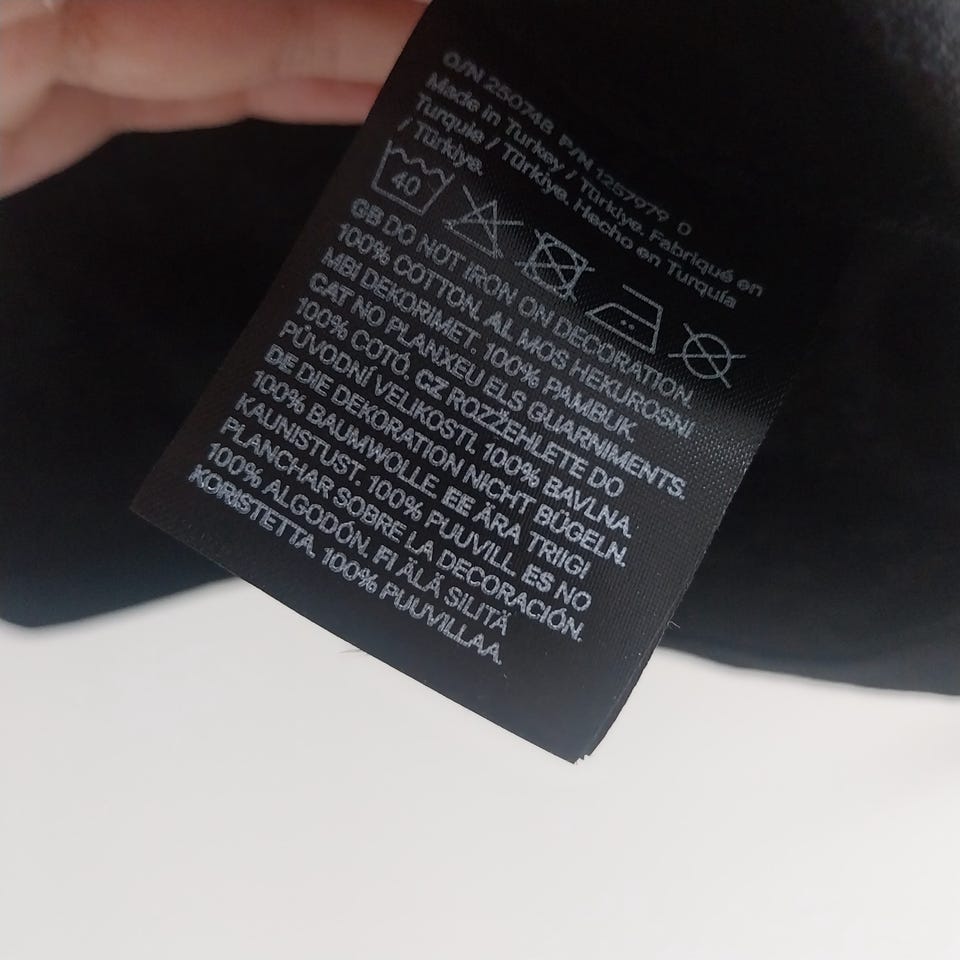 O/N 250746 P/N 1257979 0
Made in Turkey / Türkiye. Fabriqué en
Turquie / Türkiye. Hecho en Turquía
/ Türkiye.
40
GB DO NOT IRON ON DECORATION.
100% COTTON. AL MOS HEKUROSNI
MBI DEKORIMET. 100% PAMBUK.
CAT NO PLANXEU ELS GUARNIMENTS.
100% COTÓ. CZ ROZŽEHLETE DO
PÚVODNÍ VELIKOSTI. 100% BAVLNA.
DE DIE DEKORATION NICHT BÜGELN.
100% BAUMWOLLE. EE ÄRA TRIIGI
KAUNISTUST. 100% PUUVILL. ES NO
PLANCHAR SOBRE LA DECORACIÓN.
100% ALGODÓN. FI ÄLÄ SILITÄ
KORISTETTA. 100% PUUVILLAA.